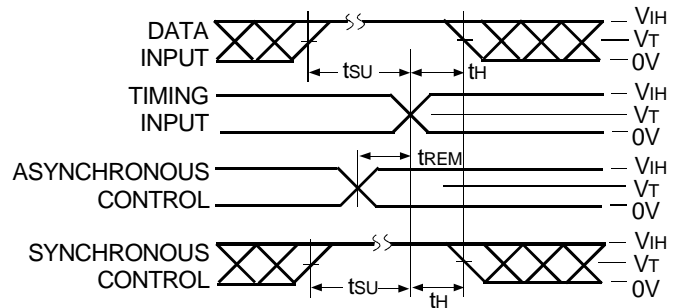 DATA
INPUT
tSU
tH
VIH
VT
0V
TIMING
INPUT
VIH
VT
0V
tREM
ASYNCHRONOUS
CONTROL
VIH
VT
0V
SYNCHRONOUS
CONTROL
tSU
tH
VIH
VT
0V